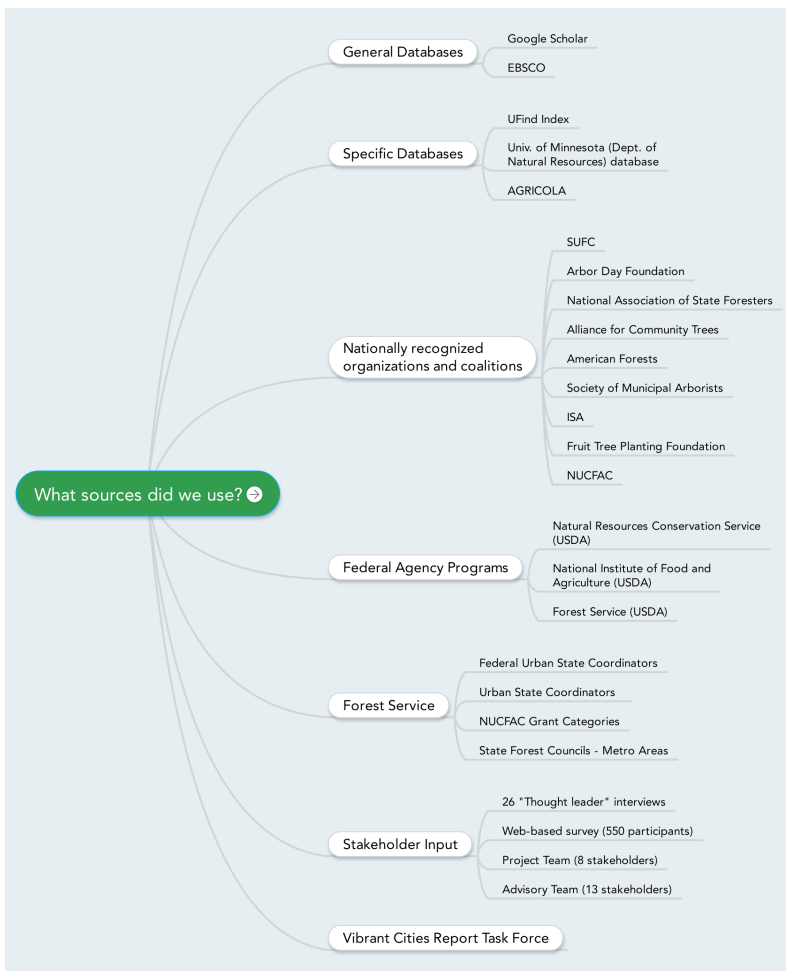 What sources did we use?
General Databases
Google Scholar
EBSCO
Specific Databases
UFind Index
Univ. of Minnesota (Dept. of
Natural Resources) database
AGRICOLA
Nationally recognized
organizations and coalitions
SUFC
Arbor Day Foundation
National Association of State Foresters
Alliance for Community Trees
American Forests
Society of Municipal Arborists
ISA
Fruit Tree Planting Foundation
NUCFAC
Federal Agency Programs
Natural Resources Conservation Service
(USDA)
National Institute of Food and
Agriculture (USDA)
Forest Service (USDA)
Forest Service
Federal Urban State Coordinators
Urban State Coordinators
NUCFAC Grant Categories
State Forest Councils - Metro Areas
Stakeholder Input
26 "Thought leader" interviews
Web-based survey (550 participants)
Project Team (8 stakeholders)
Advisory Team (13 stakeholders)
Vibrant Cities Report Task Force